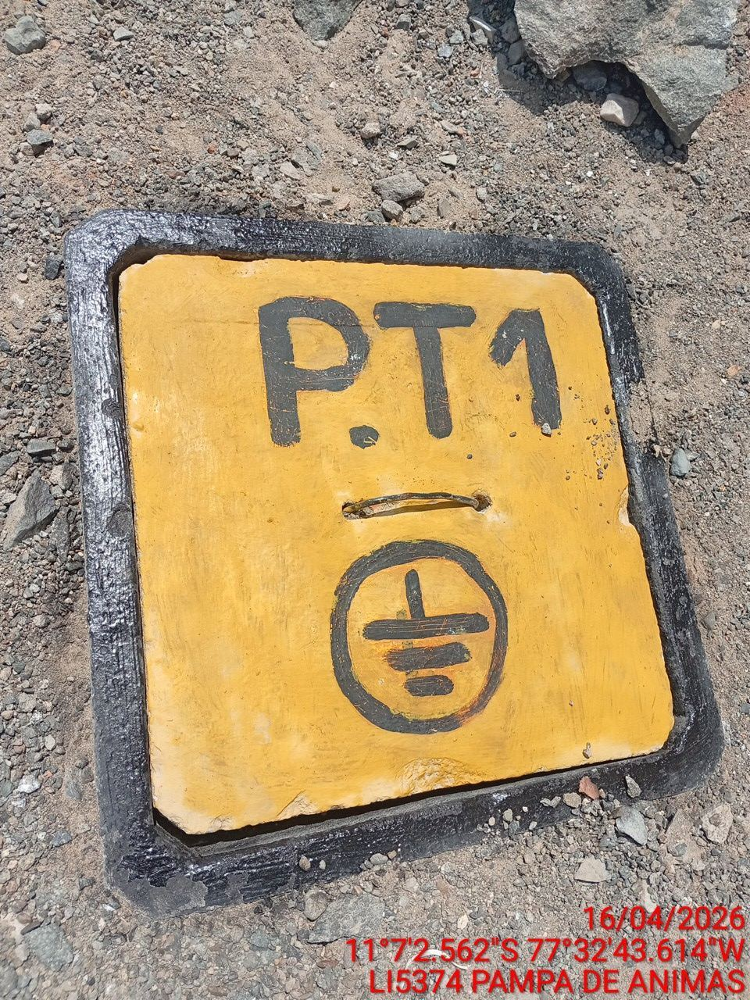 P.T1
16/04/2026
11°7'2.562"S 77°32'43.614"W
LI5374 PAMPA DE ANIMAS